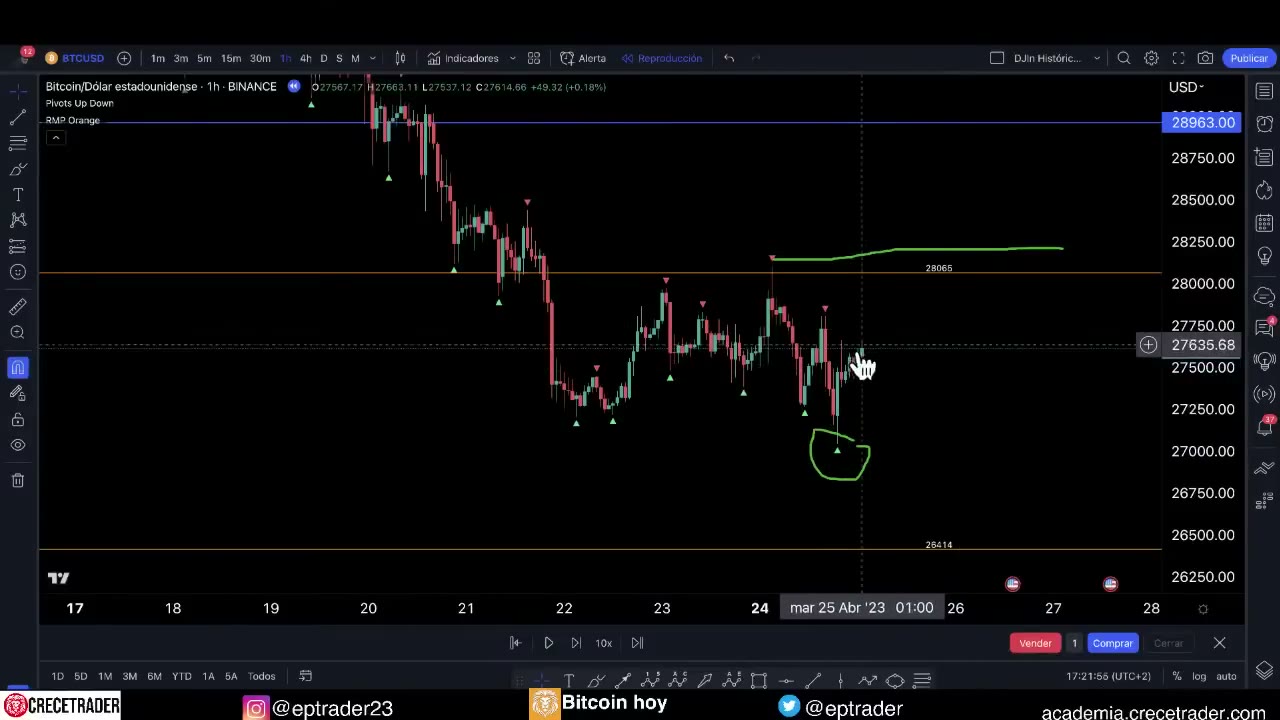 12
BTCUSD
1m 3m 5m 15m 30m 1h 4h D S M
Indicadores
Alerta
Reproducción
DJIn Históric...
Publicar
Bitcoin/Dólar estadounidense · 1h · BINANCE
O27567.17 H27663.11 L27537.12 C27614.66 +49.32 (+0.18%)
Pivots Up Down
RMP Orange
USD
28963.00
28750.00
28500.00
28250.00
28065
28000.00
27750.00
27635.68
27500.00
27250.00
27000.00
26750.00
26500.00
26414
26250.00
4
37
17 18 19 20 21 22 23 24 mar 25 Abr '23 01:00 26 27 28
10x
Vender 1 Comprar Cerrar
1D 5D 1M 3M 6M YTD 1A 5A Todos
17:21:56 (UTC+2) % log auto
CRECETRADER
@eptrader23
Bitcoin hoy
@eptrader
academia.crecetrader.com